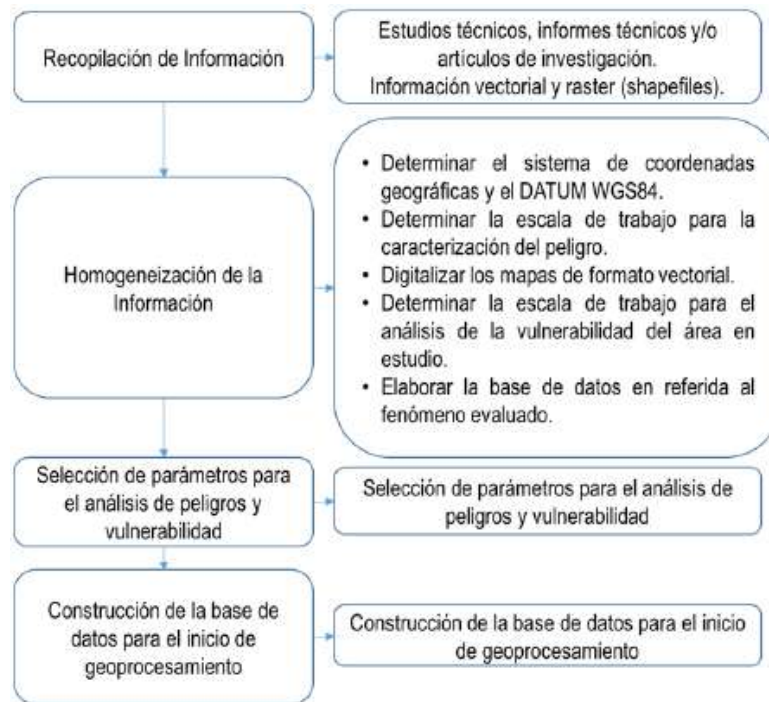 Recopilación de Información
Estudios técnicos, informes técnicos y/o
artículos de investigación.
Información vectorial y raster (shapefiles).
Homogeneización de la
Información
• Determinar el sistema de coordenadas
geográficas y el DATUM WGS84.
• Determinar la escala de trabajo para la
caracterización del peligro.
• Digitalizar los mapas de formato vectorial.
• Determinar la escala de trabajo para el
análisis de la vulnerabilidad del área en
estudio.
• Elaborar la base de datos en referida al
fenómeno evaluado.
Selección de parámetros para
el análisis de peligros y
vulnerabilidad
Selección de parámetros para el análisis de
peligros y vulnerabilidad
Construcción de la base de
datos para el inicio de
geoprocesamiento
Construcción de la base de datos para el inicio
de geoprocesamiento